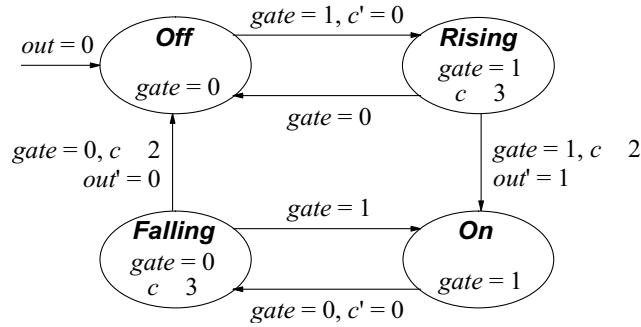 gate = 1, c' = 0
out = 0
Off
gate = 0
Rising
gate = 1
c 3
gate = 0
gate = 0, c 2
out' = 0
gate = 1, c 2
out' = 1
gate = 1
Falling
gate = 0
c 3
On
gate = 1
gate = 0, c' = 0